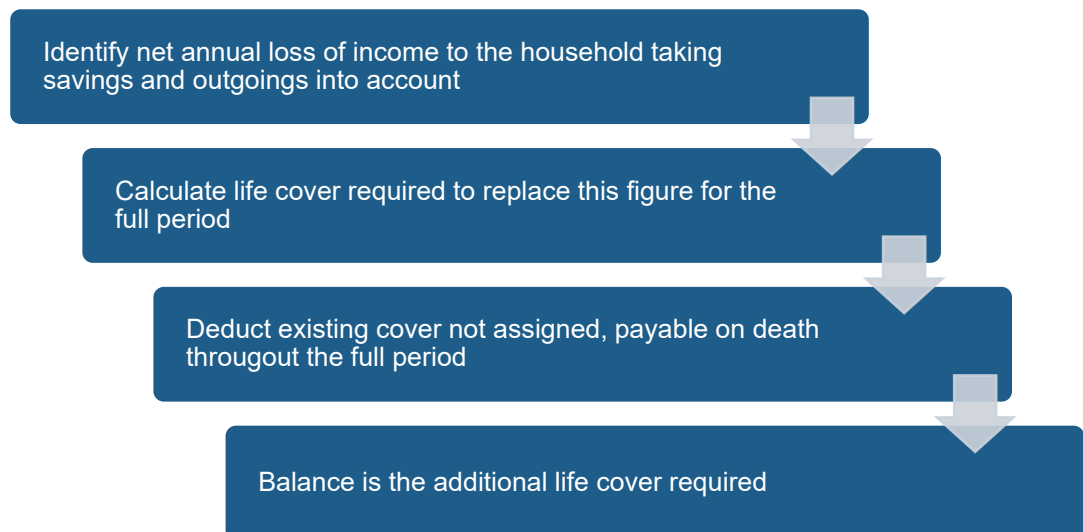 Identify net annual loss of income to the household taking
savings and outgoings into account
Calculate life cover required to replace this figure for the
full period
Deduct existing cover not assigned, payable on death
througout the full period
Balance is the additional life cover required